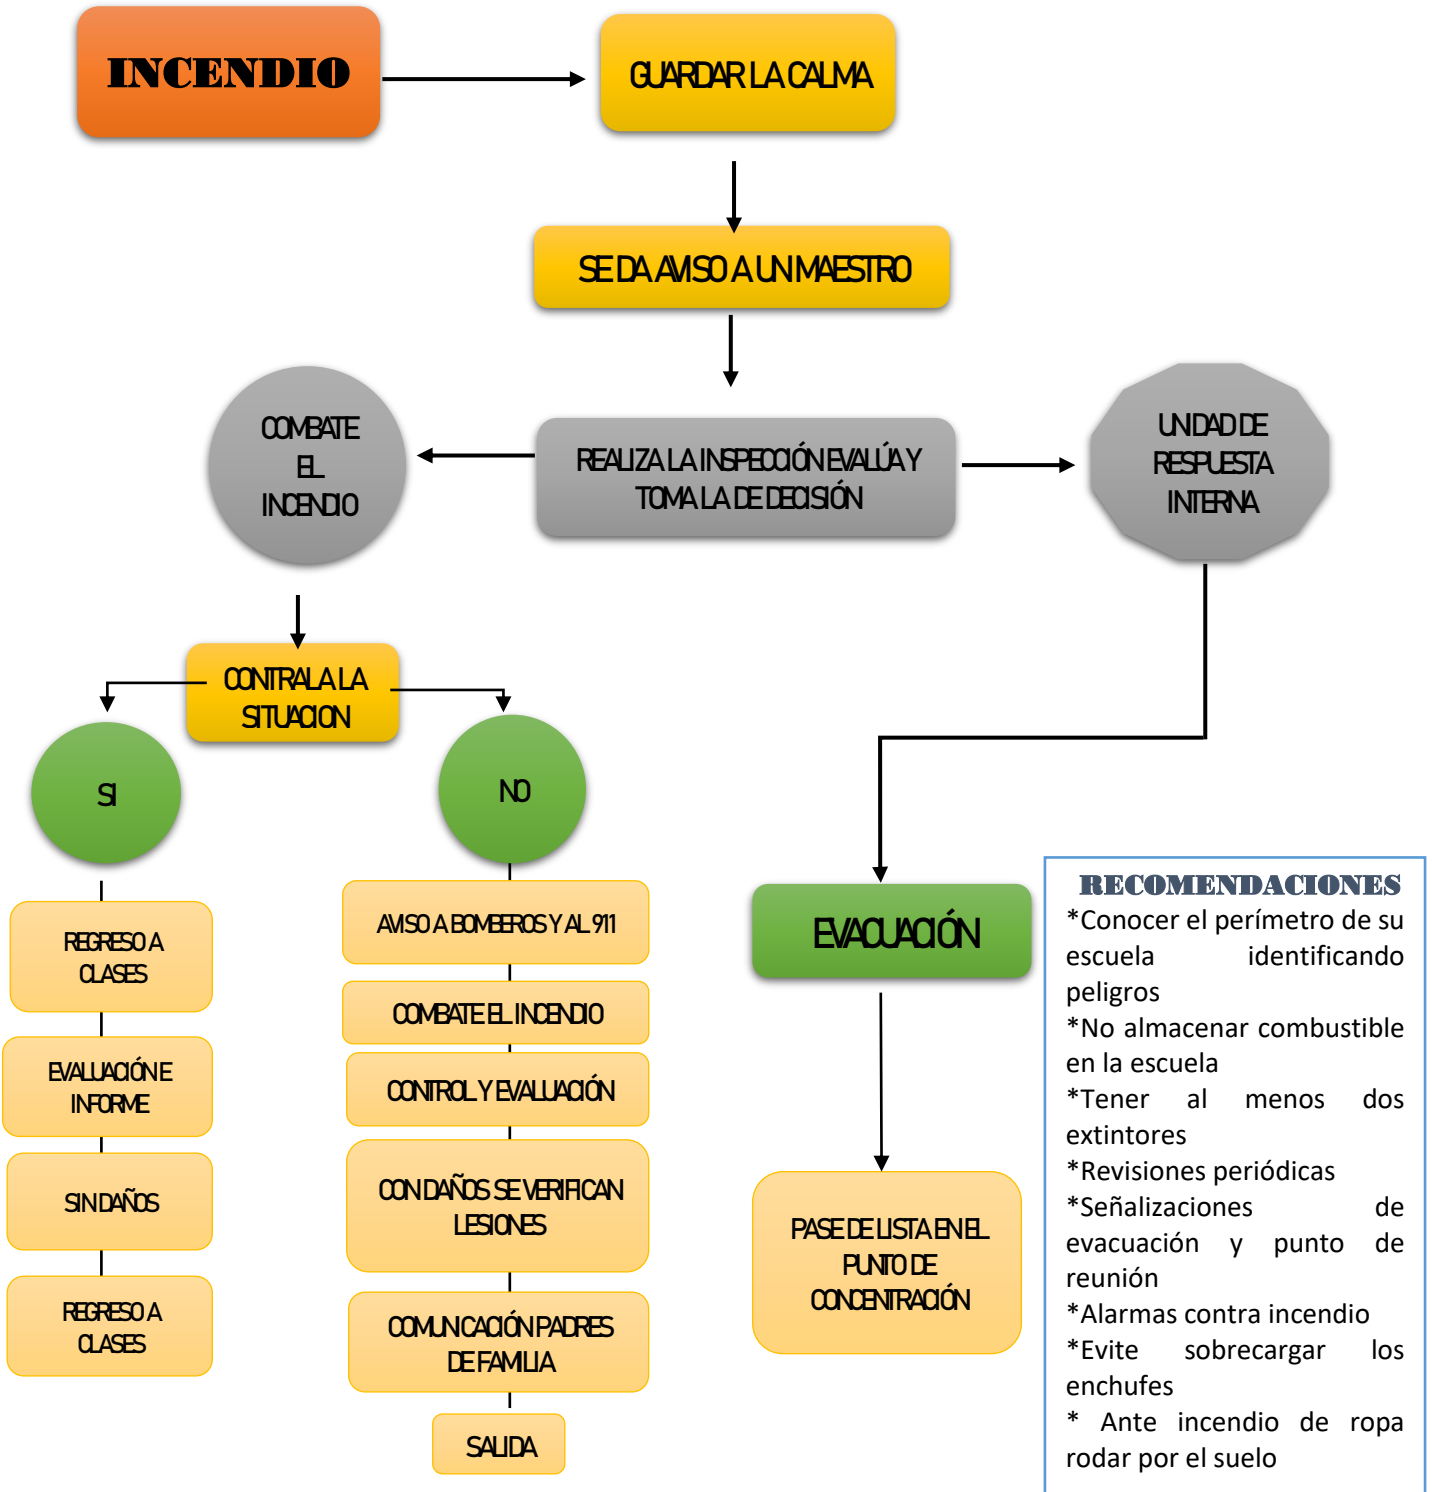 INCENDIO
GUARDAR LA CALMA
SE DA AVISO A UN MAESTRO
COMBATE
EL
INCENDIO
REALIZA LA INSPECCIÓN EVALÚA Y
TOMA LA DE DECISIÓN
UNIDAD DE
RESPUESTA
INTERNA
CONTRALA LA
SITUACION
SI
NO
REGRESO A
CLASES
EVALUACIÓN E
INFORME
SIN DAÑOS
REGRESO A
CLASES
AVISO A BOMBEROS Y AL 911
COMBATE EL INCENDIO
CONTROL Y EVALUACIÓN
CON DAÑOS SE VERIFICAN
LESIONES
COMUNICACIÓN PADRES
DE FAMILIA
SALIDA
EVACUACIÓN
PASE DE LISTA EN EL
PUNTO DE
CONCENTRACIÓN
RECOMENDACIONES
*Conocer el perímetro de su
escuela identificando
peligros
*No almacenar combustible
en la escuela
*Tener al menos dos
extintores
*Revisiones periódicas
*Señalizaciones de
evacuación y punto de
reunión
*Alarmas contra incendio
*Evite sobrecargar los
enchufes
* Ante incendio de ropa
rodar por el suelo